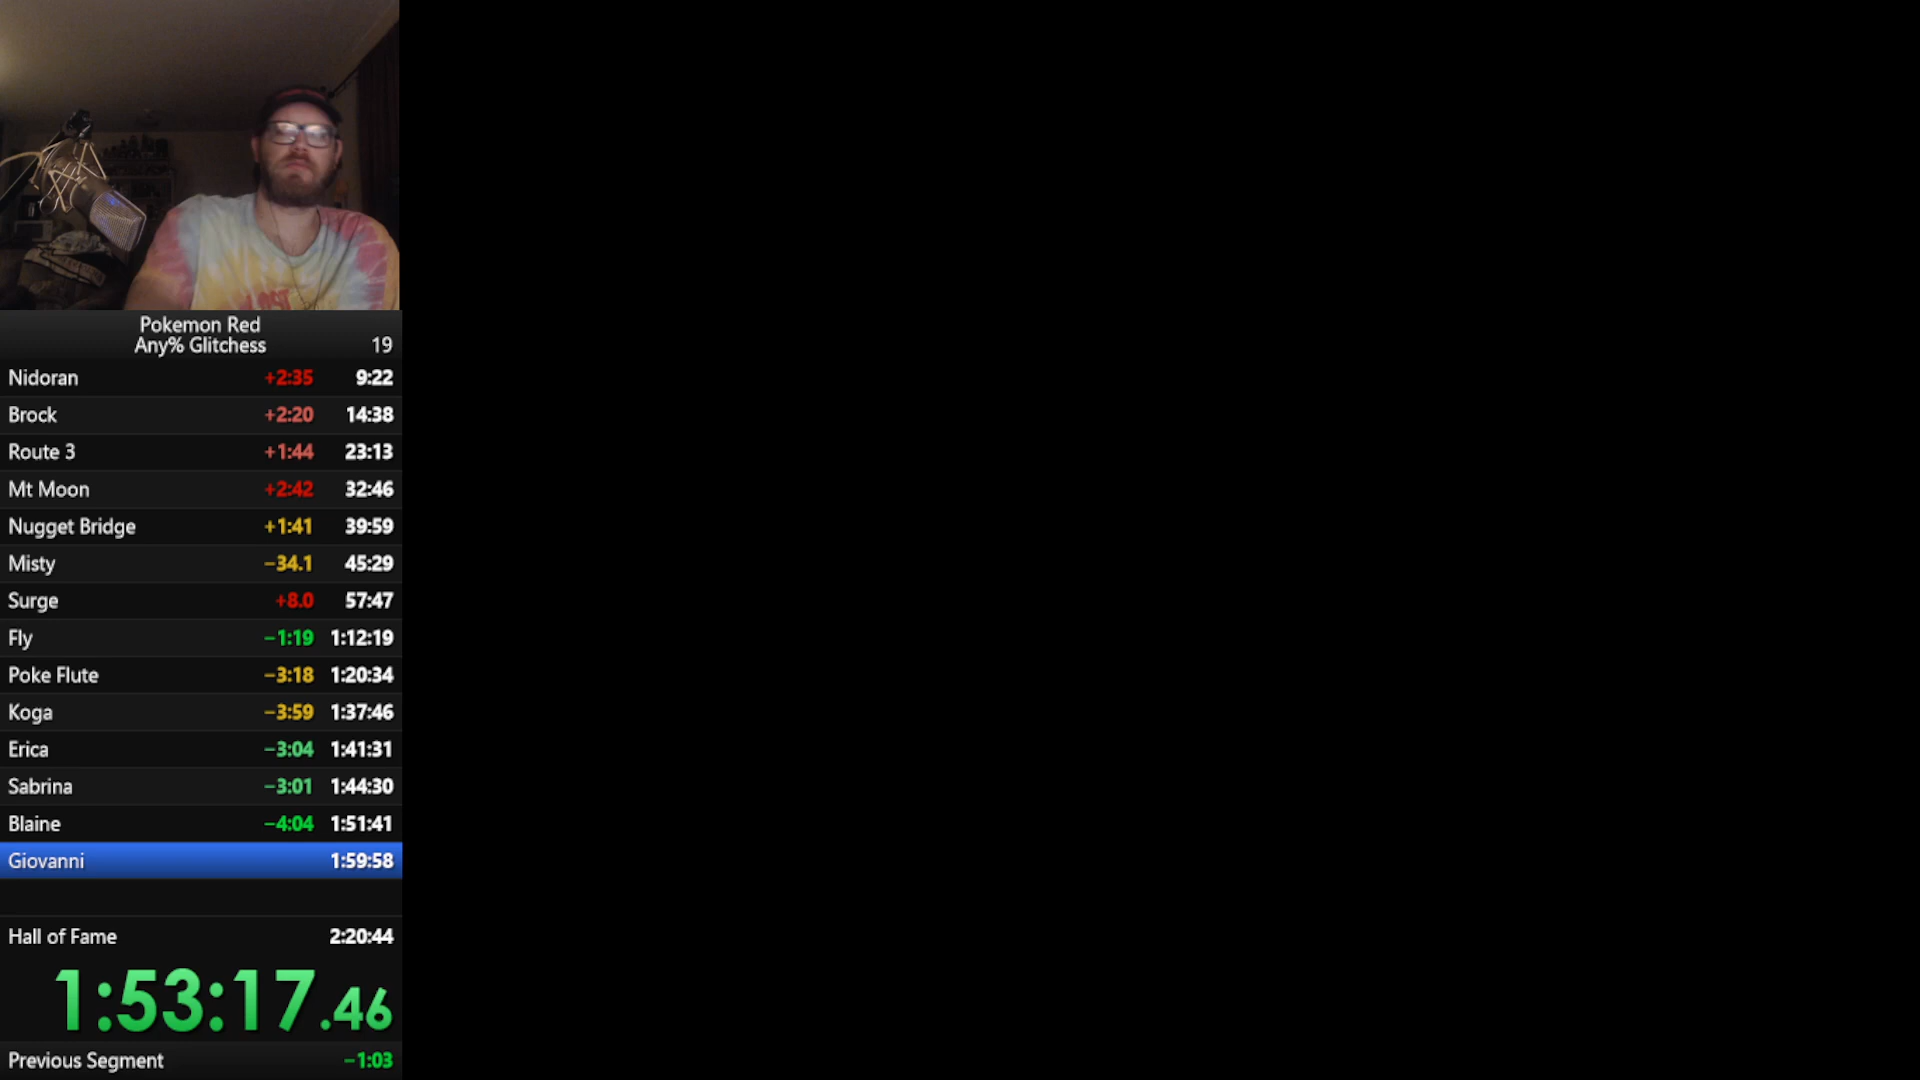 LOST
Pokemon Red
Any% Glitchess 19
Nidoran +2:35 9:22
Brock +2:20 14:38
Route 3 +1:44 23:13
Mt Moon +2:42 32:46
Nugget Bridge +1:41 39:59
Misty −34.1 45:29
Surge +8.0 57:47
Fly −1:19 1:12:19
Poke Flute −3:18 1:20:34
Koga −3:59 1:37:46
Erica −3:04 1:41:31
Sabrina −3:01 1:44:30
Blaine −4:04 1:51:41
Giovanni 1:59:58
Hall of Fame 2:20:44
1:53:17.46
Previous Segment −1:03